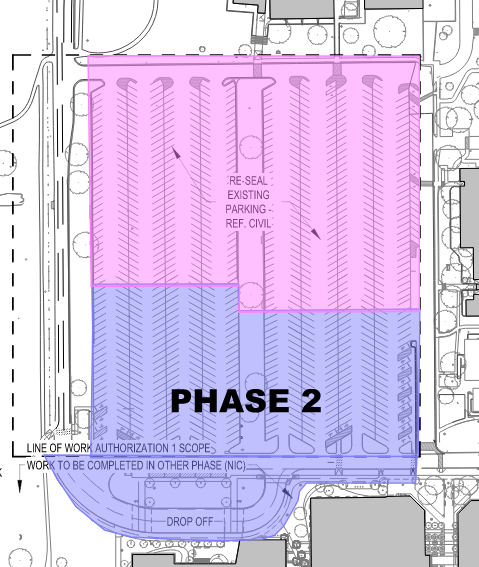 RE-SEAL
EXISTING
PARKING -
REF. CIVIL
PHASE 2
LINE OF WORK AUTHORIZATION 1 SCOPE
WORK TO BE COMPLETED IN OTHER PHASE (NIC)
K
DROP OFF
3